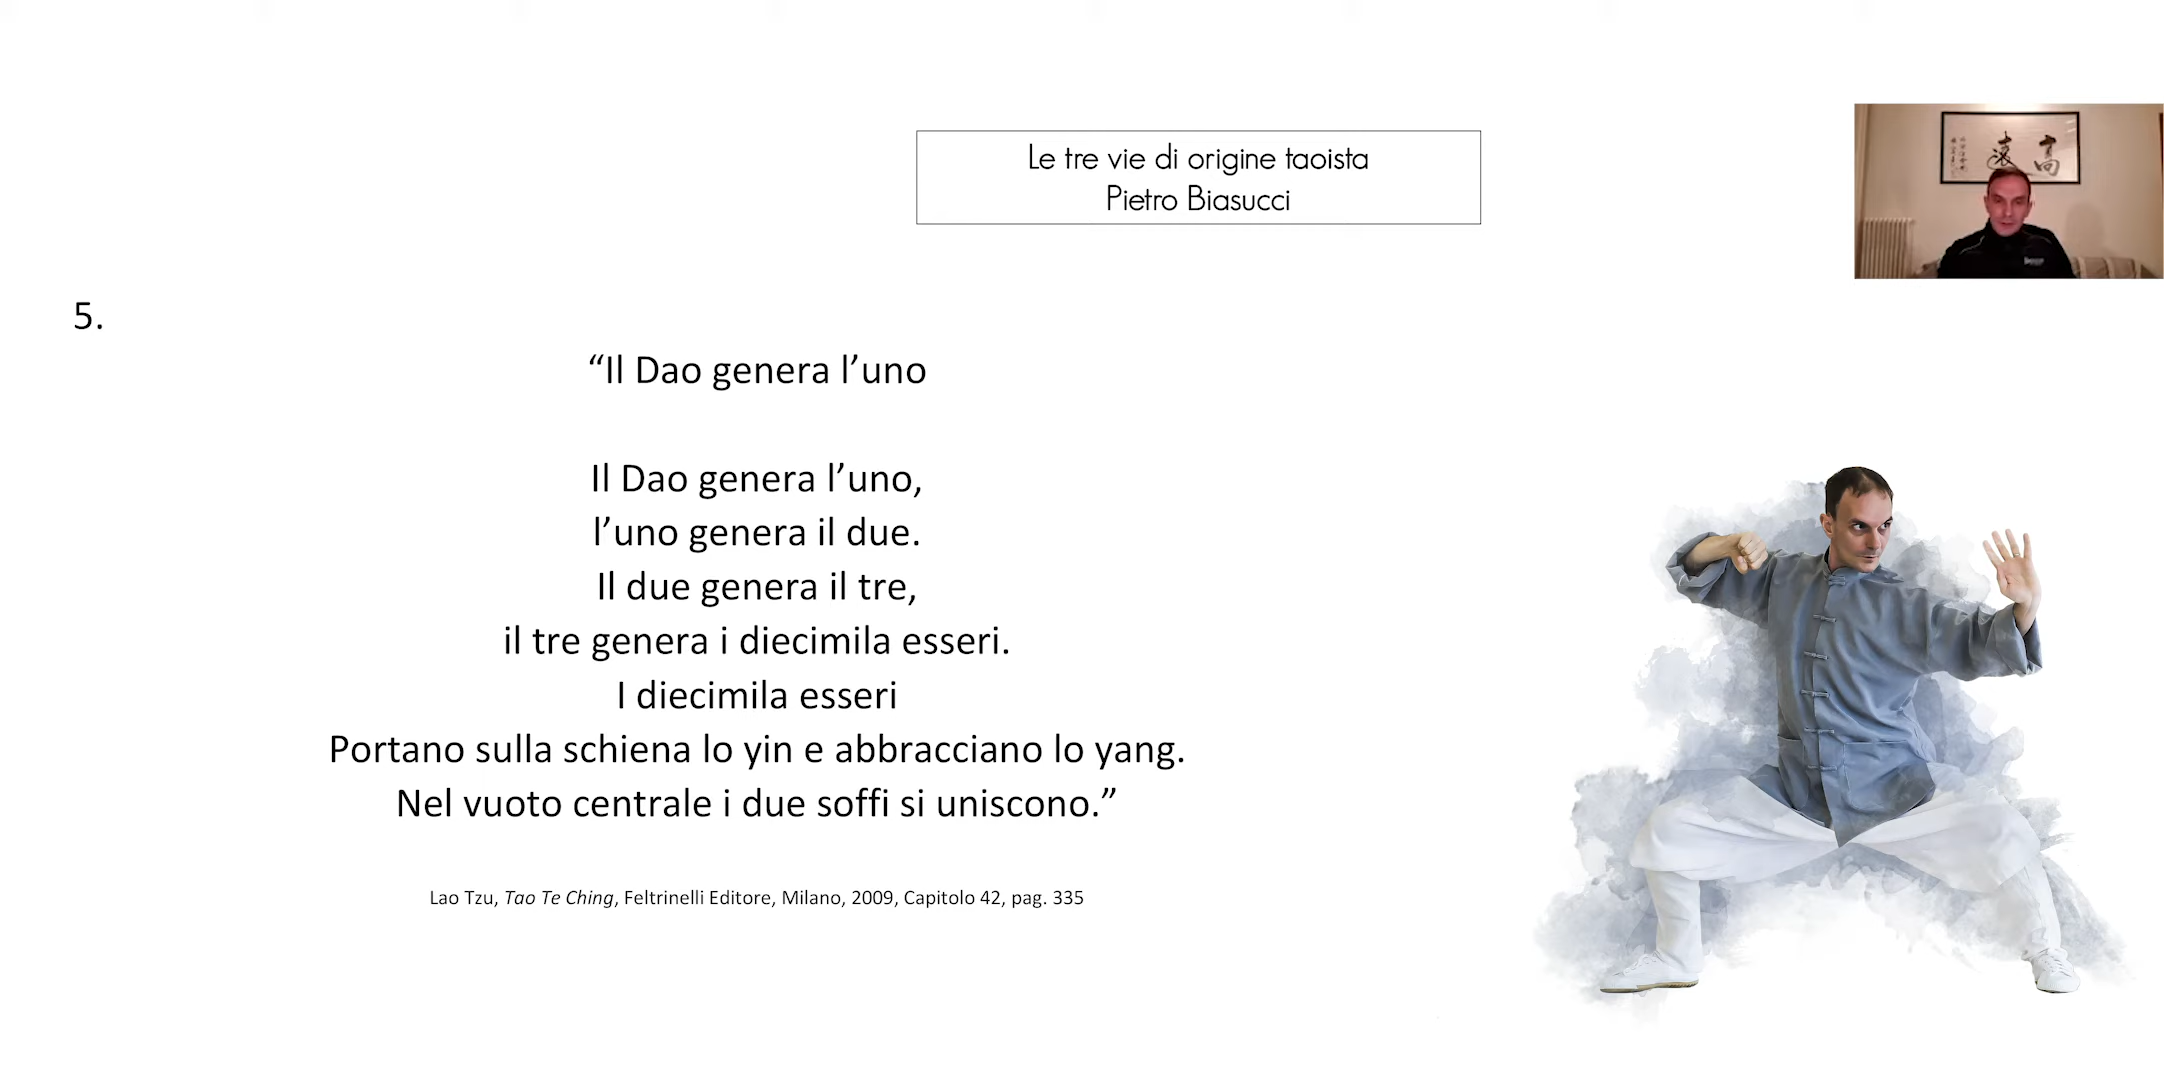 Le tre vie di origine taoista
Pietro Biasucci
高遠
5.
“Il Dao genera l’uno
Il Dao genera l’uno,
l’uno genera il due.
Il due genera il tre,
il tre genera i diecimila esseri.
I diecimila esseri
Portano sulla schiena lo yin e abbracciano lo yang.
Nel vuoto centrale i due soffi si uniscono.”
Lao Tzu, Tao Te Ching, Feltrinelli Editore, Milano, 2009, Capitolo 42, pag. 335